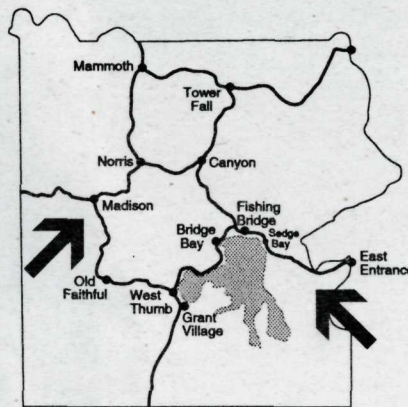 Mammoth
Tower
Fall
Norris
Canyon
Madison
Fishing
Bridge
Bridge
Bay
Sedge
Bay
East
Entrance
Old
Faithful
West
Thumb
Grant
Village